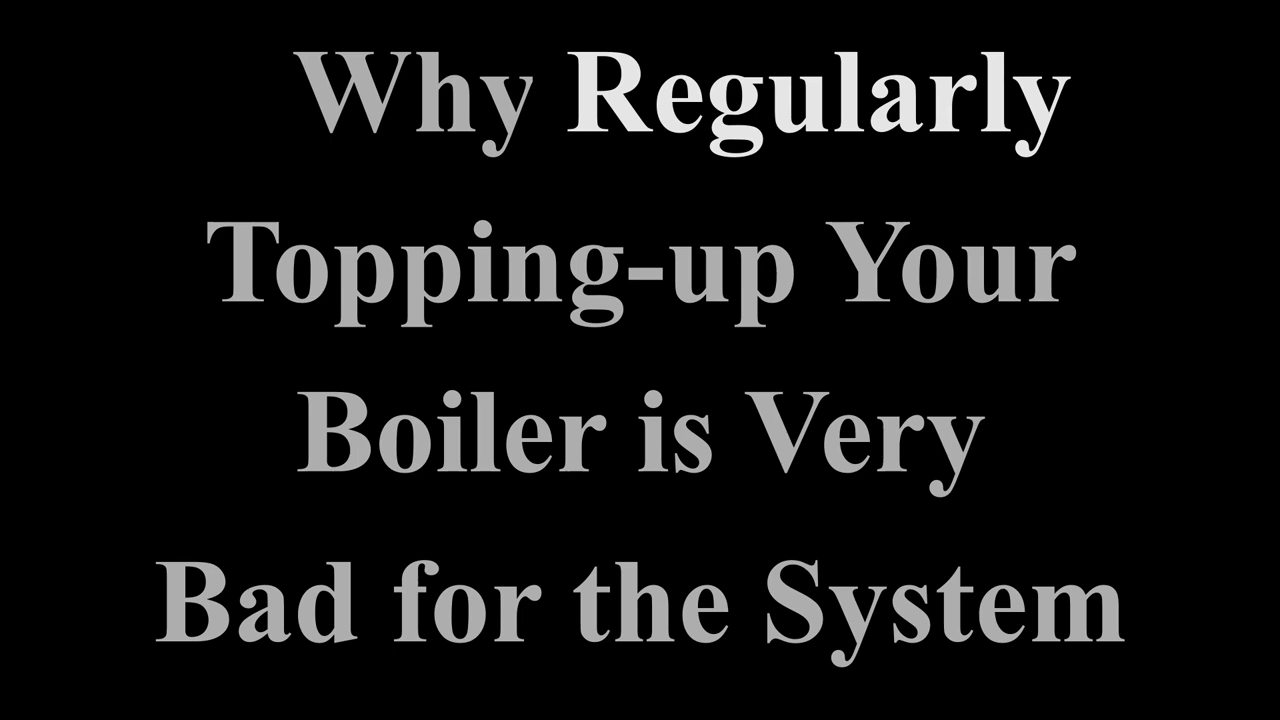 Why Regularly
Topping-up Your
Boiler is Very
Bad for the System